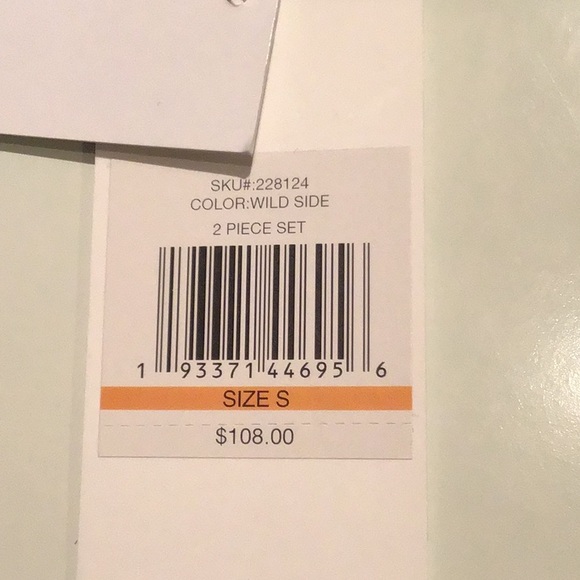 SKU#:228124
COLOR:WILD SIDE
2 PIECE SET
1 93371 44695 6
SIZE S
$108.00